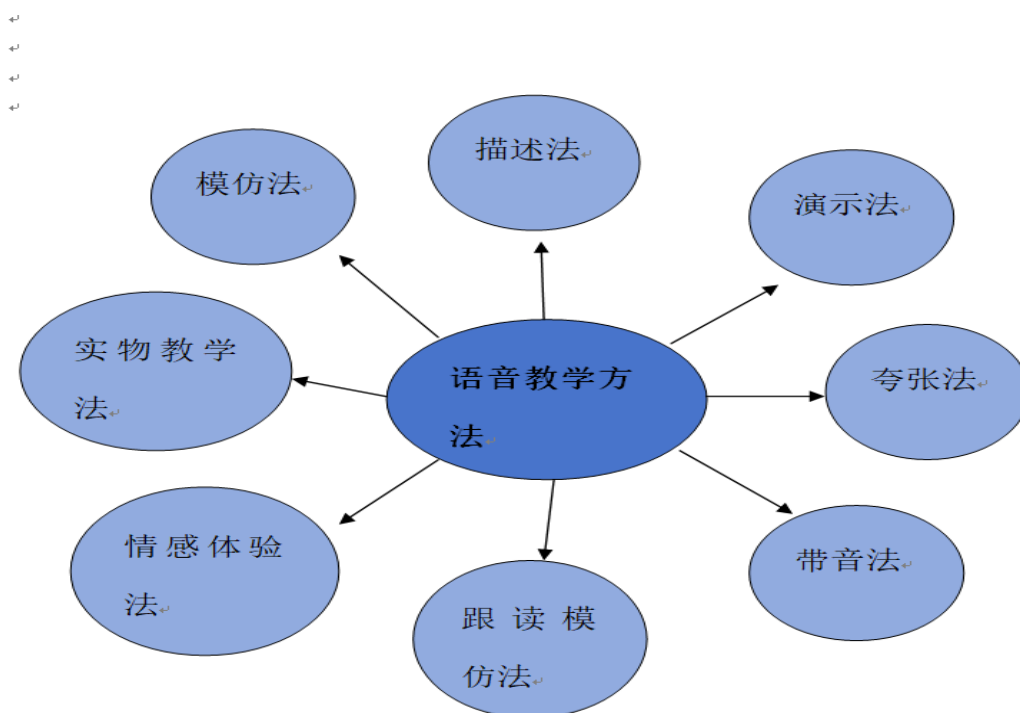 描述法
模仿法
演示法
实物教学
法
语音教学方
法
夸张法
情感体验
法
带音法
跟读模
仿法